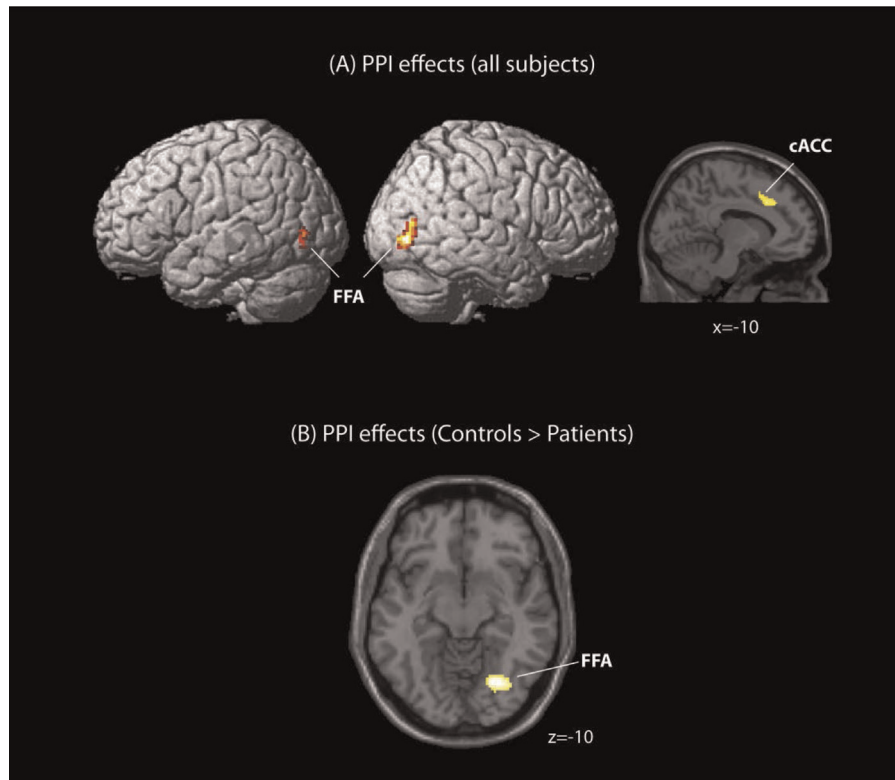 (A) PPI effects (all subjects)
cACC
FFA
x=-10
(B) PPI effects (Controls > Patients)
FFA
z=-10